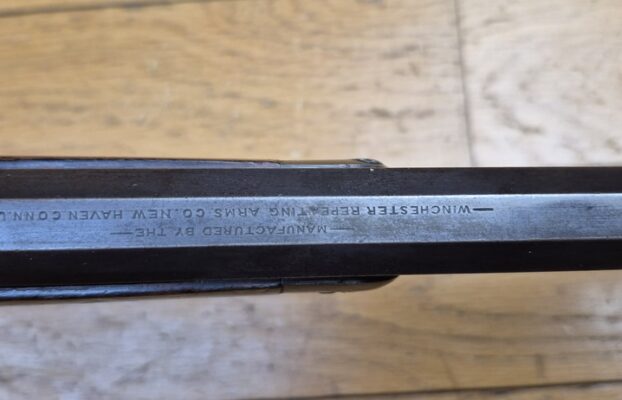 —MANUFACTURED BY THE—
—WINCHESTER REPEATING ARMS CO. NEW HAVEN CONN.U